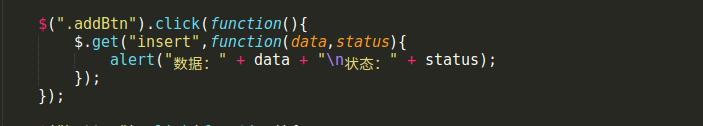 $(".addBtn").click(function(){
$.get("insert",function(data,status){
alert("数据：" + data + "\n状态：" + status);
});
});